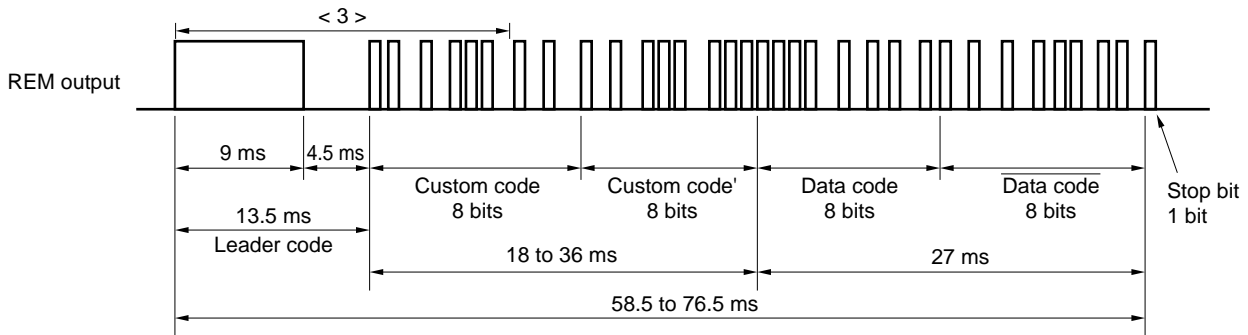 < 3 >
REM output
9 ms
4.5 ms
Custom code
8 bits
Custom code'
8 bits
Data code
8 bits
Data code
8 bits
Stop bit
1 bit
13.5 ms
Leader code
18 to 36 ms
27 ms
58.5 to 76.5 ms